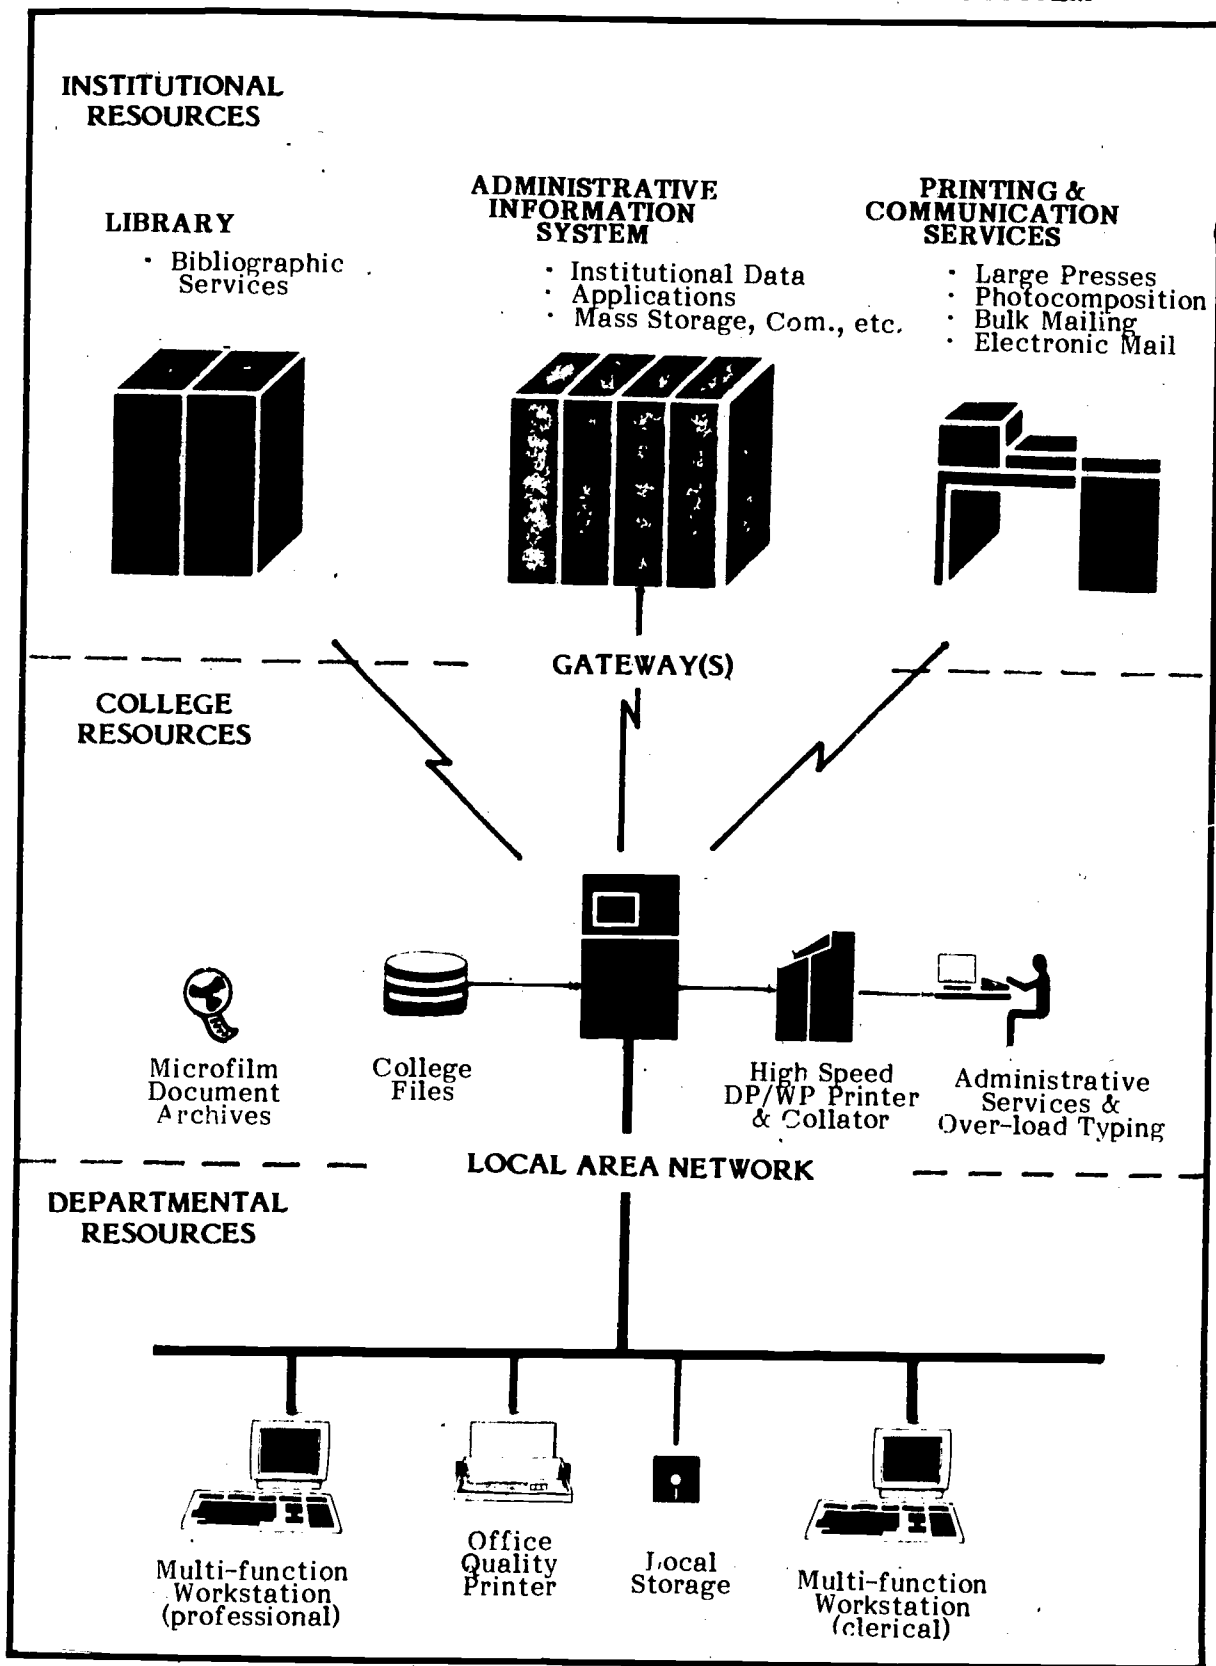 INSTITUTIONAL
RESOURCES
LIBRARY
· Bibliographic
Services
ADMINISTRATIVE
INFORMATION
SYSTEM
· Institutional Data
· Applications
· Mass Storage, Com., etc.
PRINTING &
COMMUNICATION
SERVICES
· Large Presses
· Photocomposition
· Bulk Mailing
· Electronic Mail
GATEWAY(S)
COLLEGE
RESOURCES
Microfilm
Document
Archives
College
Files
High Speed
DP/WP Printer
& Collator
Administrative
Services &
Over-load Typing
LOCAL AREA NETWORK
DEPARTMENTAL
RESOURCES
Multi-function
Workstation
(professional)
Office
Quality
Printer
Local
Storage
Multi-function
Workstation
(clerical)